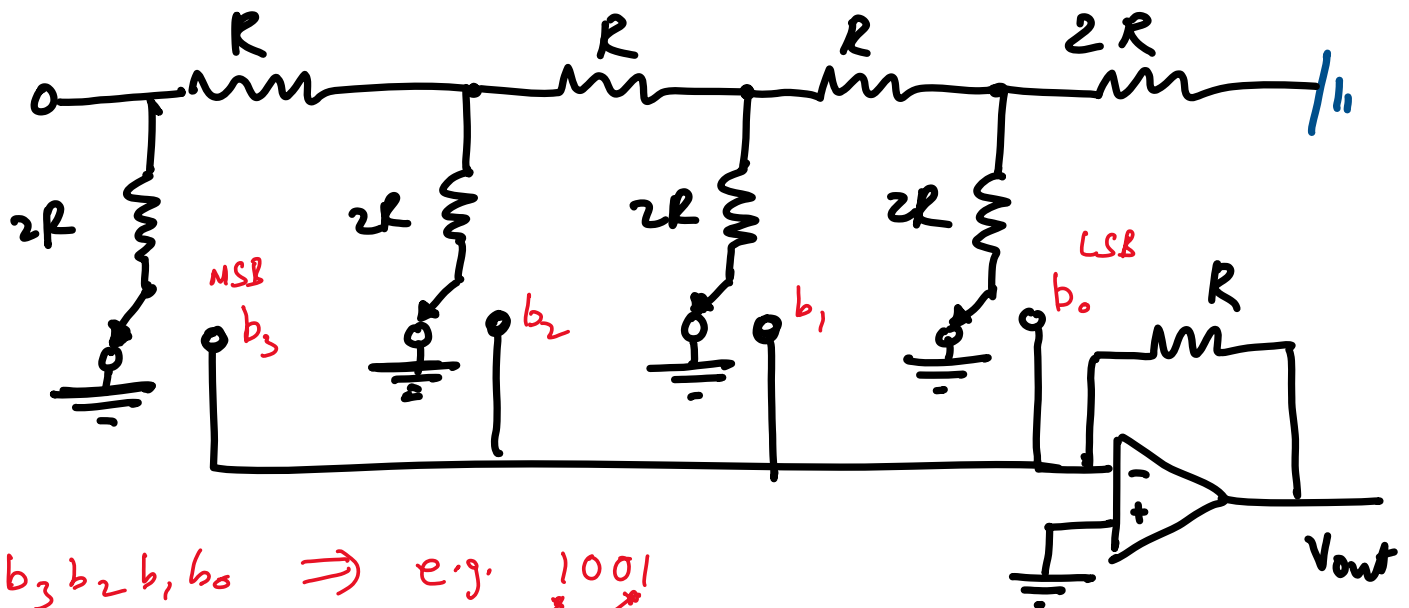 R R R 2R
2R 2R 2R 2R
MSB LSB
b3 b2 b1 b0
R
-
+
Vout
b3 b2 b1 b0 ⇒ e.g. 1001